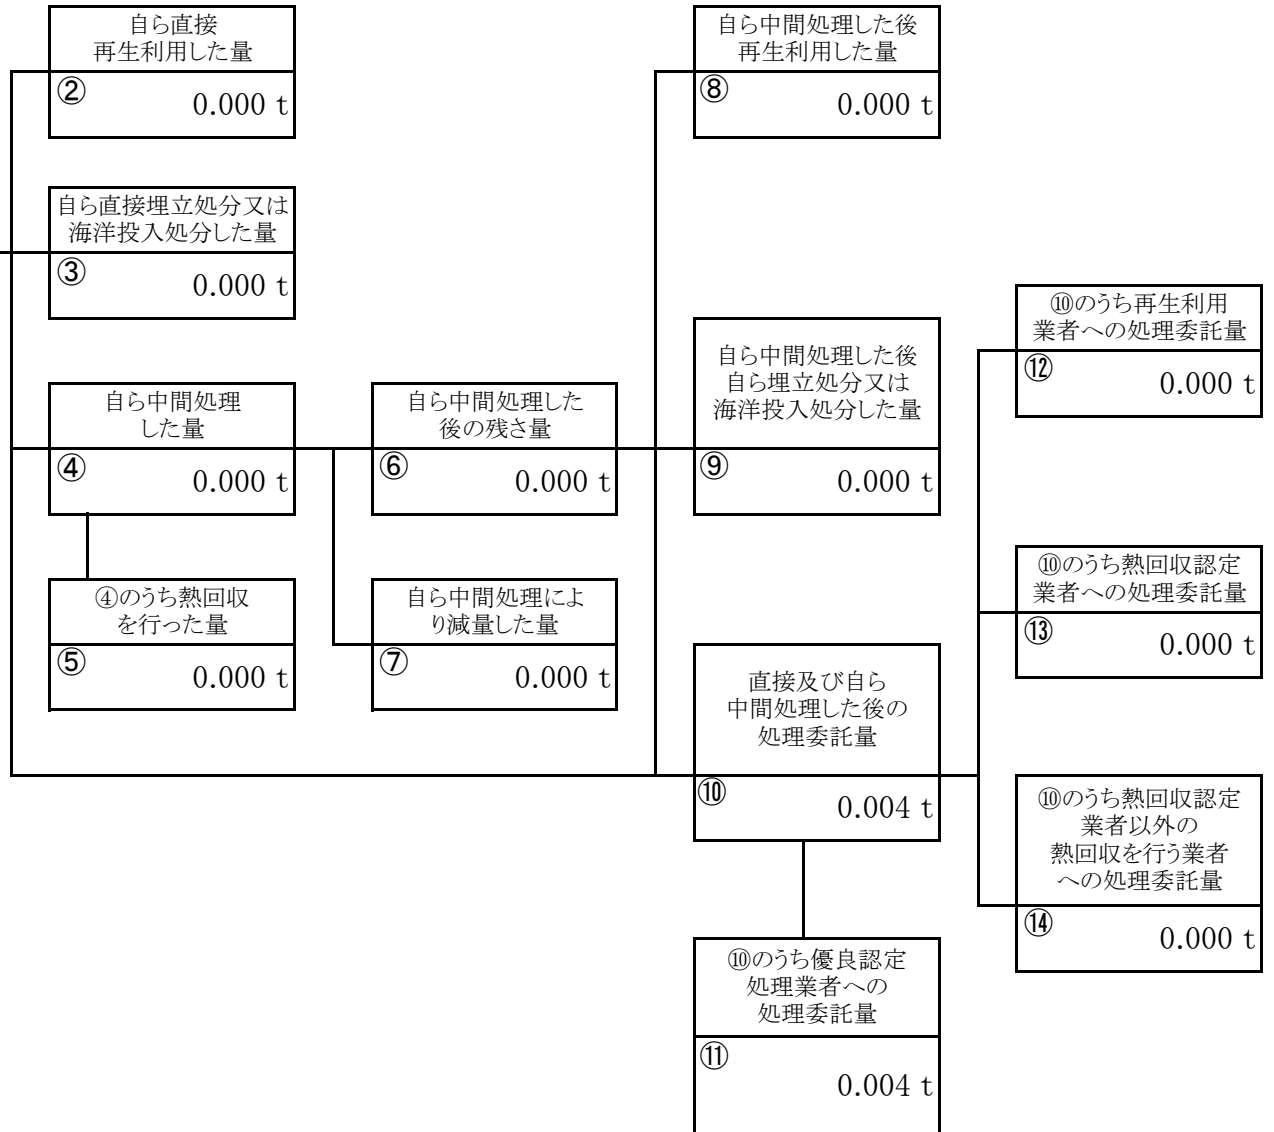 自ら直接
再生利用した量
②
0.000 t
自ら直接埋立処分又は
海洋投入処分した量
③
0.000 t
自ら中間処理
した量
④
0.000 t
④のうち熱回収
を行った量
⑤
0.000 t
自ら中間処理した
後の残さ量
⑥
0.000 t
自ら中間処理によ
り減量した量
⑦
0.000 t
自ら中間処理した後
再生利用した量
⑧
0.000 t
自ら中間処理した後
自ら埋立処分又は
海洋投入処分した量
⑨
0.000 t
直接及び自ら
中間処理した後の
処理委託量
⑩
0.004 t
⑩のうち優良認定
処理業者への
処理委託量
⑪
0.004 t
⑩のうち再生利用
業者への処理委託量
⑫
0.000 t
⑩のうち熱回収認定
業者への処理委託量
⑬
0.000 t
⑩のうち熱回収認定
業者以外の
熱回収を行う業者
への処理委託量
⑭
0.000 t